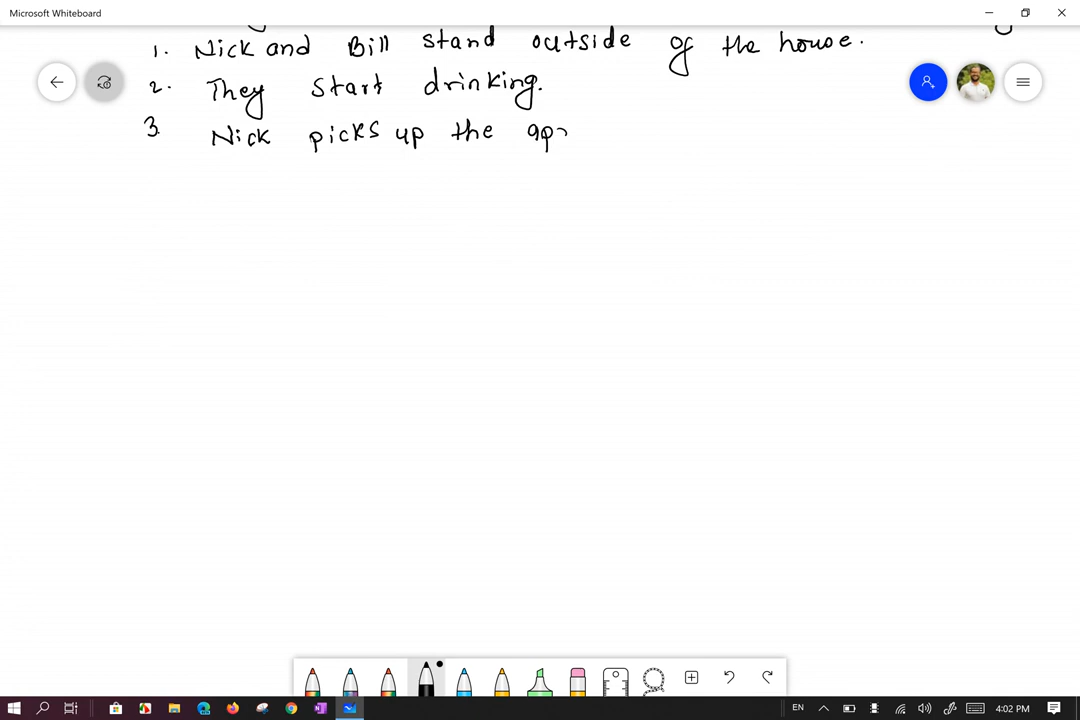 Microsoft Whiteboard
1. Nick and Bill stand outside of the house.
2. They start drinking.
3 Nick picks up the
EN
4:02 PM